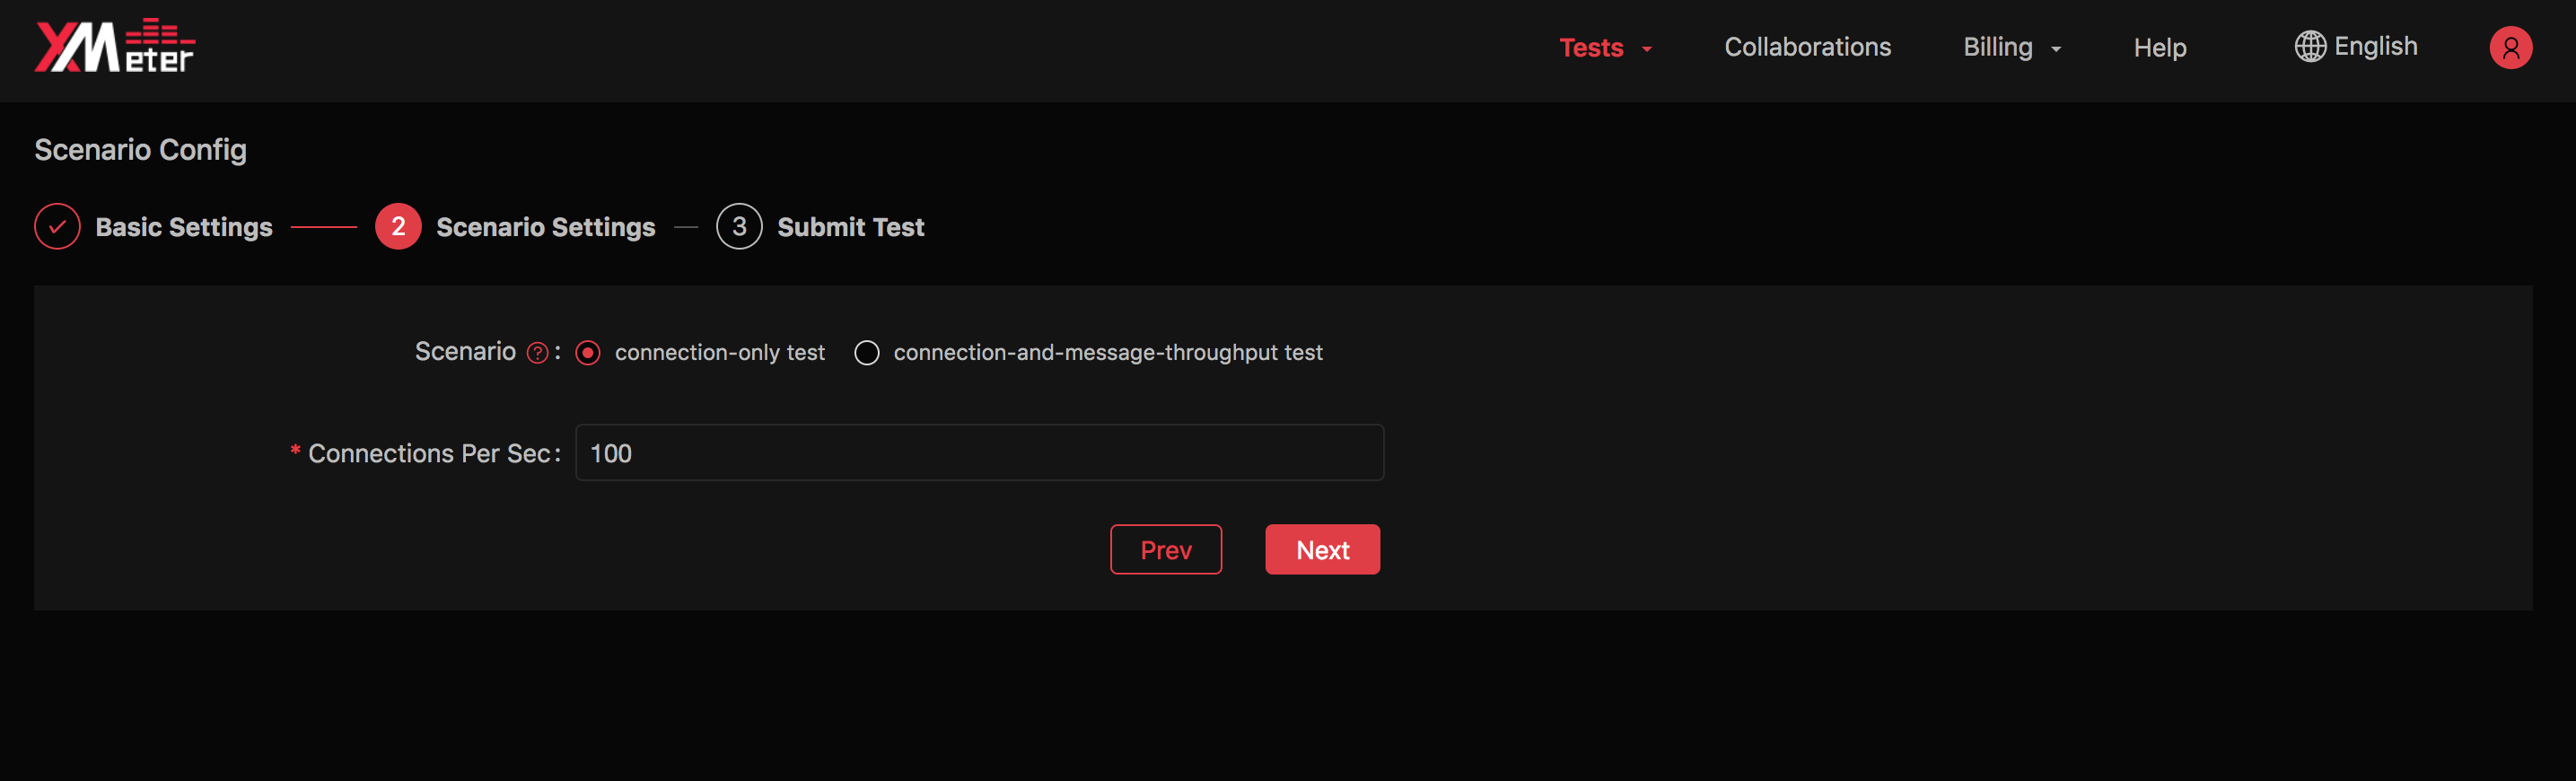 XMeter Tests Collaborations Billing Help English
Scenario Config
Basic Settings 2 Scenario Settings 3 Submit Test
Scenario ? : connection-only test connection-and-message-throughput test
* Connections Per Sec: 100
Prev Next